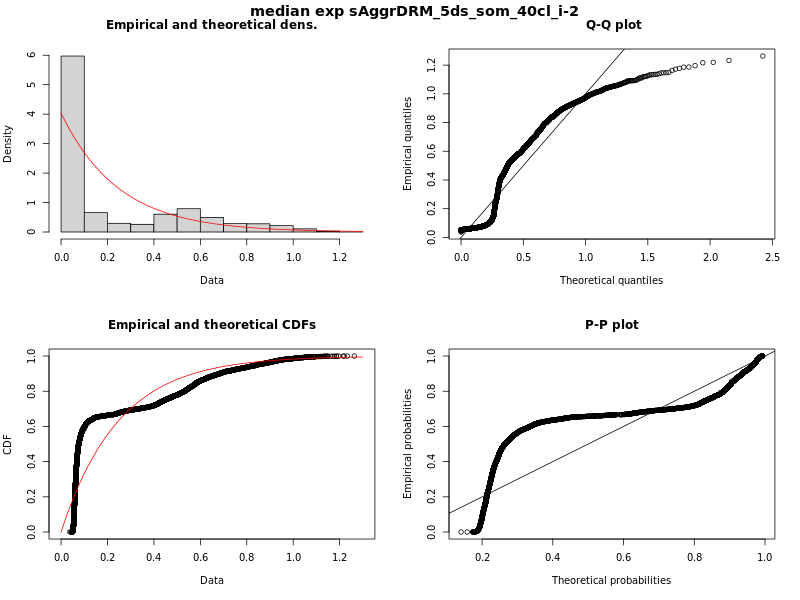 median exp sAggrDRM_5ds_som_40cl_i-2
Empirical and theoretical dens.
Density
0 1 2 3 4 5 6
0.0 0.2 0.4 0.6 0.8 1.0 1.2
Data
Q-Q plot
Empirical quantiles
0.0 0.2 0.4 0.6 0.8 1.0 1.2
0.0 0.5 1.0 1.5 2.0 2.5
Theoretical quantiles
Empirical and theoretical CDFs
CDF
0.0 0.2 0.4 0.6 0.8 1.0
0.0 0.2 0.4 0.6 0.8 1.0 1.2
Data
P-P plot
Empirical probabilities
0.0 0.2 0.4 0.6 0.8 1.0
0.2 0.4 0.6 0.8 1.0
Theoretical probabilities